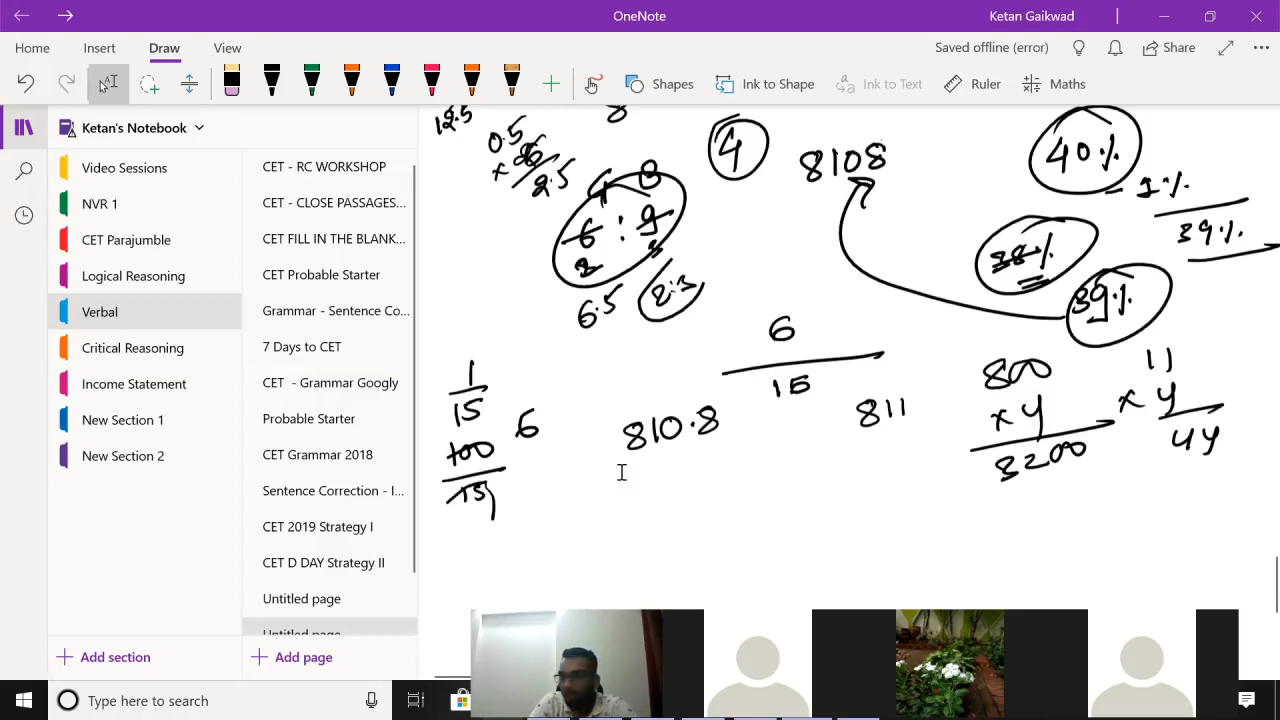 OneNote
Ketan Gaikwad
Home
Insert
Draw
View
Saved offline (error)
Share
Shapes
Ink to Shape
Ink to Text
Ruler
Maths
Ketan's Notebook
Video Sessions
NVR 1
CET Parajumble
Logical Reasoning
Verbal
Critical Reasoning
Income Statement
New Section 1
New Section 2
Add section
CET - RC WORKSHOP
CET - CLOSE PASSAGES...
CET FILL IN THE BLANK...
CET Probable Starter
Grammar - Sentence Co...
7 Days to CET
CET - Grammar Googly
Probable Starter
CET Grammar 2018
Sentence Correction - I...
CET 2019 Strategy I
CET D DAY Strategy II
Untitled page
Untitled page
Add page
12.5
8
0.5
2.5
4
8108
40%
- 1%
39%
38%
39%
6 : 9
6.5
2.3
6
15
1
15
100
15
6
810.8
811
800
x 4
3200
11
x 4
44
Type here to search